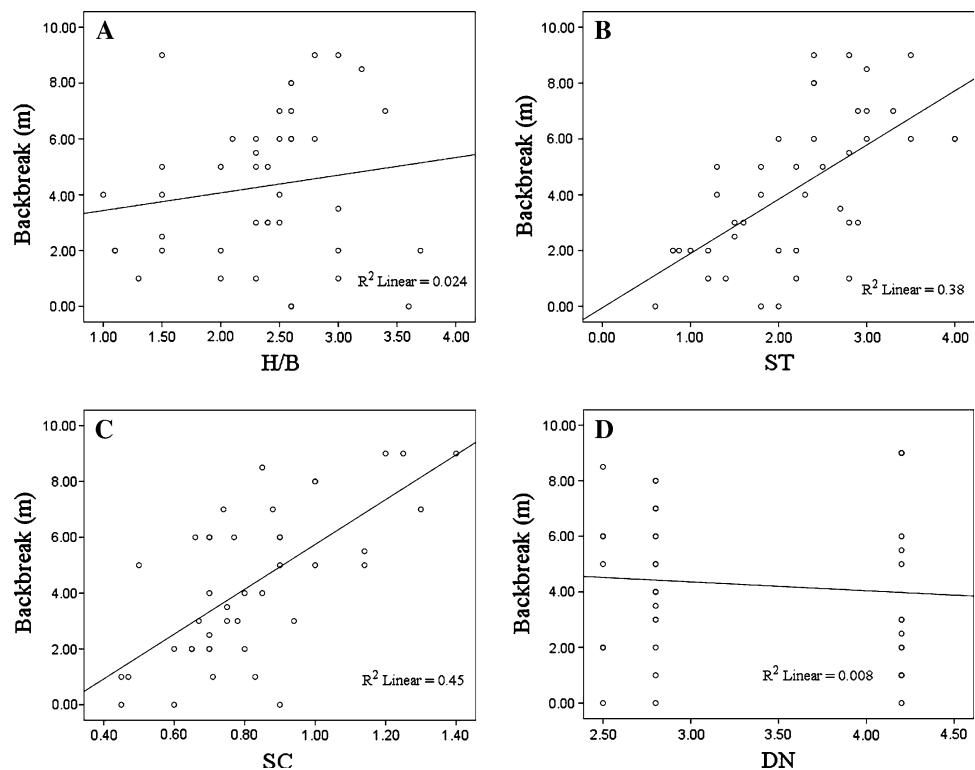 A
10.00
8.00
6.00
4.00
2.00
0.00
Backbreak (m)
R² Linear = 0.024
1.00 1.50 2.00 2.50 3.00 3.50 4.00
H/B
B
10.00
8.00
6.00
4.00
2.00
0.00
Backbreak (m)
R² Linear = 0.38
0.00 1.00 2.00 3.00 4.00
ST
C
10.00
8.00
6.00
4.00
2.00
0.00
Backbreak (m)
R² Linear = 0.45
0.40 0.60 0.80 1.00 1.20 1.40
SC
D
10.00
8.00
6.00
4.00
2.00
0.00
Backbreak (m)
R² Linear = 0.008
2.50 3.00 3.50 4.00 4.50
DN